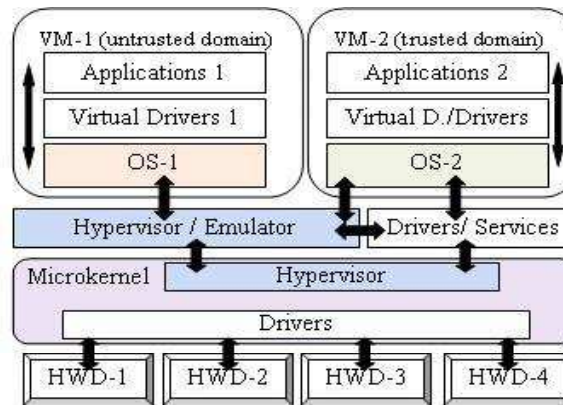 VM-1 (untrusted domain)
Applications 1
Virtual Drivers 1
OS-1
VM-2 (trusted domain)
Applications 2
Virtual D./Drivers
OS-2
Hypervisor / Emulator
Drivers/ Services
Microkernel
Hypervisor
Drivers
HWD-1
HWD-2
HWD-3
HWD-4